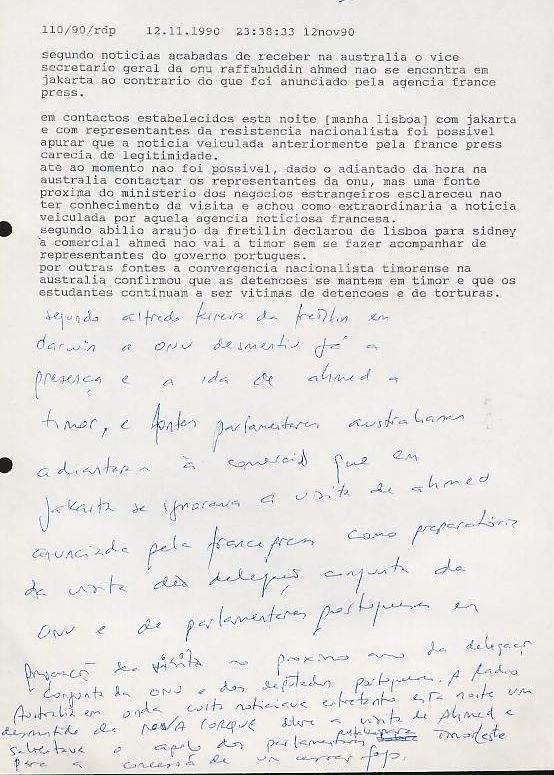 110/90/rdp 12.11.1990 23:38:33 12nov90
segundo noticias acabadas de receber na australia o vice
secretario geral da onu raffahuddin ahmed nao se encontra em
jakarta ao contrario do que foi anunciado pela agencia france
press.
em contactos estabelecidos esta noite [manha lisboa] com jakarta
e com representantes da resistencia nacionalista foi possivel
apurar que a noticia veiculada anteriormente pela france press
carecia de legitimidade.
ate ao momento nao foi possivel, dado o adiantado da hora na
australia contactar os representantes da onu, mas uma fonte
proxima do ministerio dos negocios estrangeiros esclareceu nao
ter conhecimento da visita e achou como extraordinaria a noticia
veiculada por aquela agencia noticiosa francesa.
segundo abilio araujo da fretilin declarou de lisboa para sidney
à comercial ahmed nao vai a timor sem se fazer acompanhar de
representantes do governo portugues.
por outras fontes a convergencia nacionalista timorense na
australia confirmou que as detencoes se mantem em timor e que os
estudantes continuam a ser vitimas de detencoes e de torturas.
segundo alfredo ferreira da fretilin em
darwin a onu desmentiu já a
presença e a ida de ahmed a
timor, e fontes parlamentares australianas
adiantaram à comercial que em
jakarta se ignorava a visita de ahmed
anunciada pela france press como preparatória
da visita da delegação conjunta da
onu e de parlamentares portugueses em
visita no proximo ano da delegaçã
conjunta da onu e dos deputados portugueses. A Radio
Australia em onda curta noticiava entretanto esta noite um
desmentido de nova iorque sobre a visita de Ahmed e
o apelo dos parlamentares timorense
para a concessão de um cessar fogo.